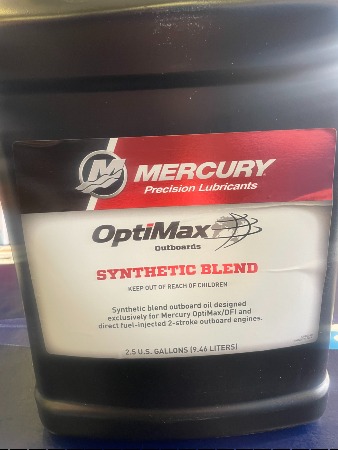 MERCURY
Precision Lubricants
OptiMax
Outboards
SYNTHETIC BLEND
KEEP OUT OF REACH OF CHILDREN
Synthetic blend outboard oil designed
exclusively for Mercury OptiMax/DFI and
direct fuel-injected 2-stroke outboard engines.
2.5 U.S. GALLONS (9.46 LITERS)